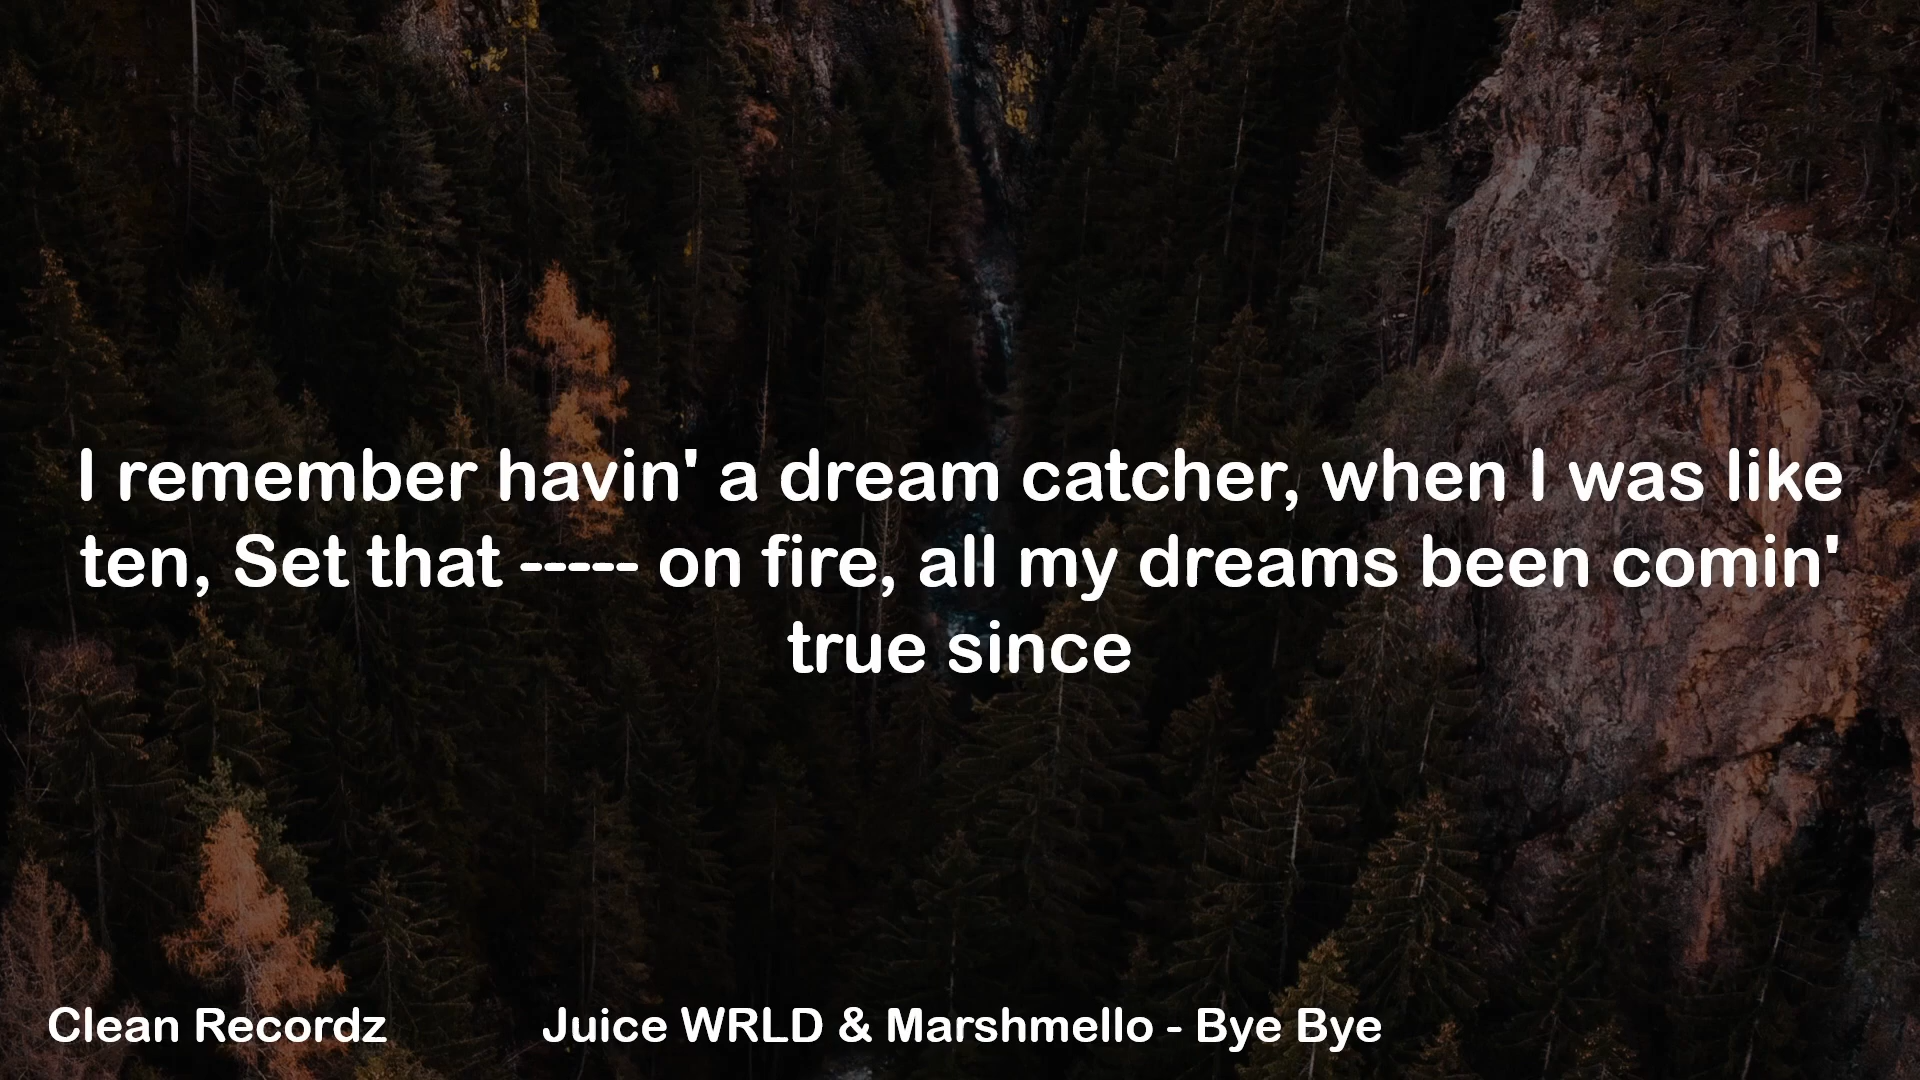 I remember havin' a dream catcher, when I was like
ten, Set that ----- on fire, all my dreams been comin'
true since
Clean Recordz
Juice WRLD & Marshmello - Bye Bye